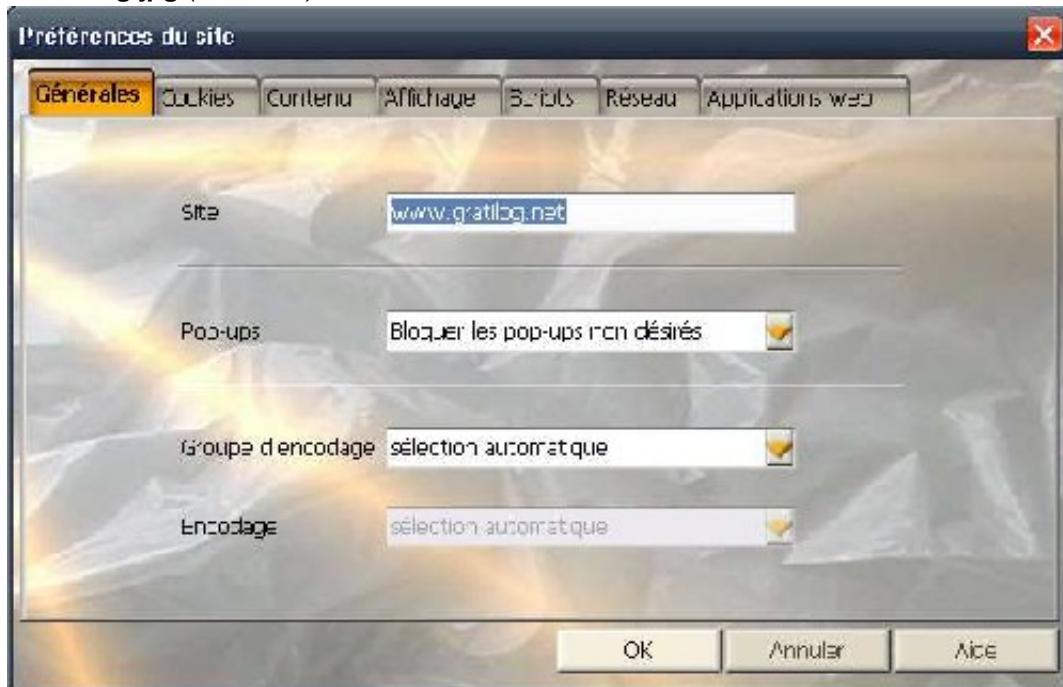 Préférences du site
Générales Cookies Contenu Affichage Scripts Réseau Applications web
Site www.gratilog.net
Pop-ups Bloquer les pop-ups non désirés
Groupe d'encodage sélection automatique
Encodage sélection automatique
OK Annuler Aide